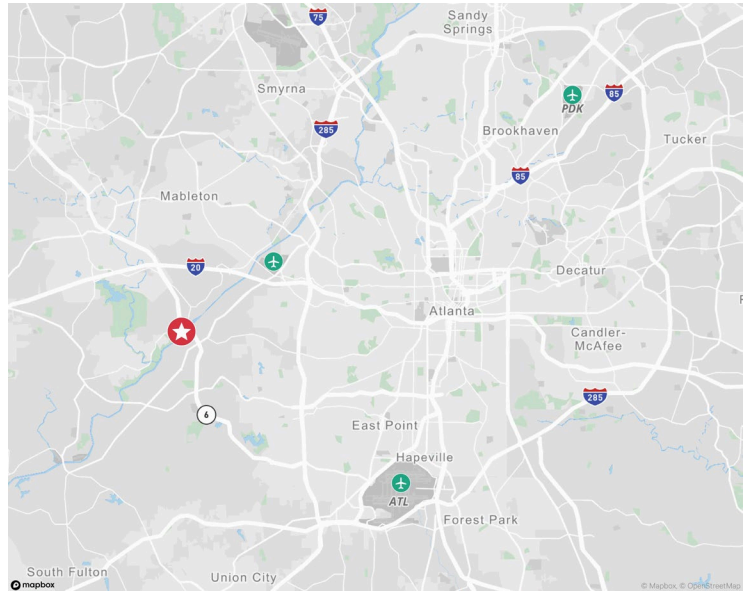 75
Sandy
Springs
Smyrna
PDK
85
285
Brookhaven
Tucker
85
Mableton
20
Decatur
Atlanta
Candler-
McAfee
285
6
East Point
Hapeville
ATL
Forest Park
South Fulton
Union City
mapbox
© Mapbox, © OpenStreetMap